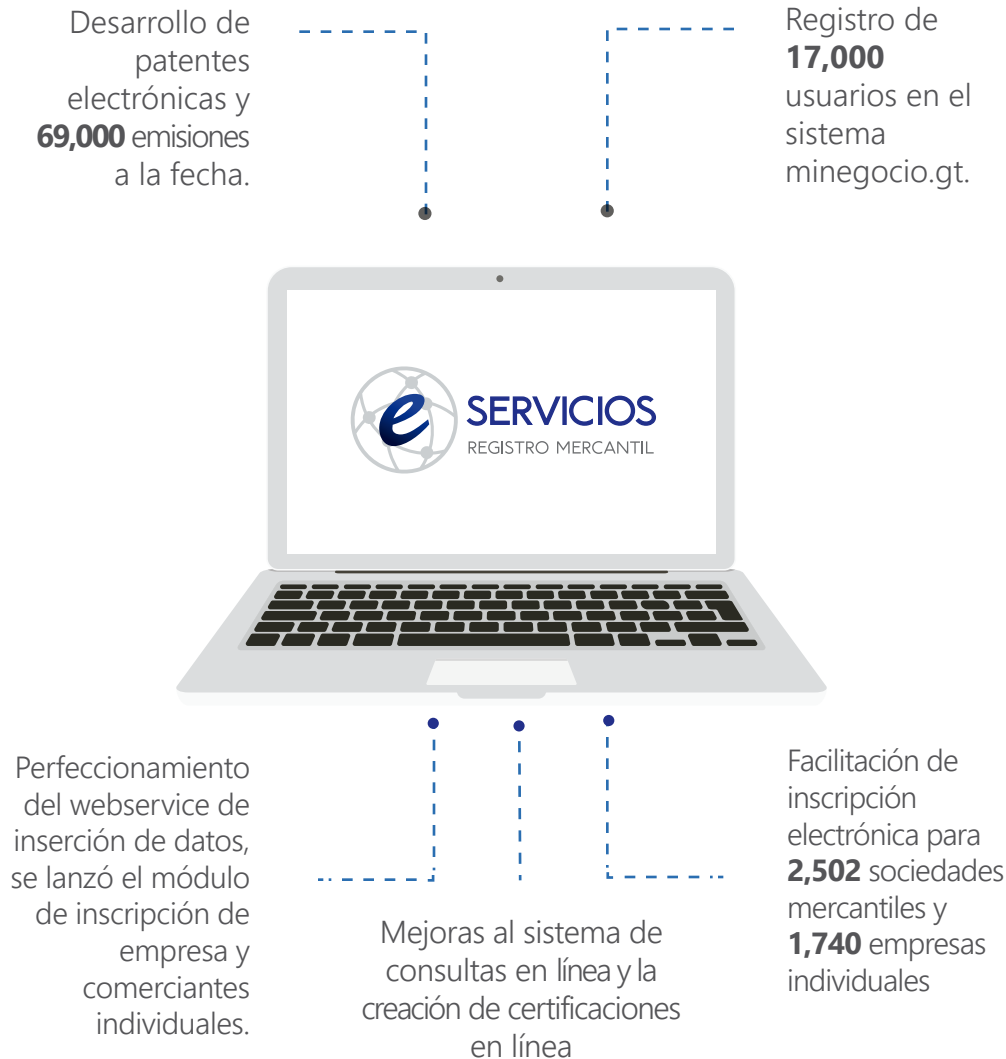 Desarrollo de
patentes
electrónicas y
69,000 emisiones
a la fecha.
Registro de
17,000
usuarios en el
sistema
minegocio.gt.
e SERVICIOS
REGISTRO MERCANTIL
Perfeccionamiento
del webservice de
inserción de datos,
se lanzó el módulo
de inscripción de
empresa y
comerciantes
individuales.
Mejoras al sistema de
consultas en línea y la
creación de certificaciones
en línea
Facilitación de
inscripción
electrónica para
2,502 sociedades
mercantiles y
1,740 empresas
individuales